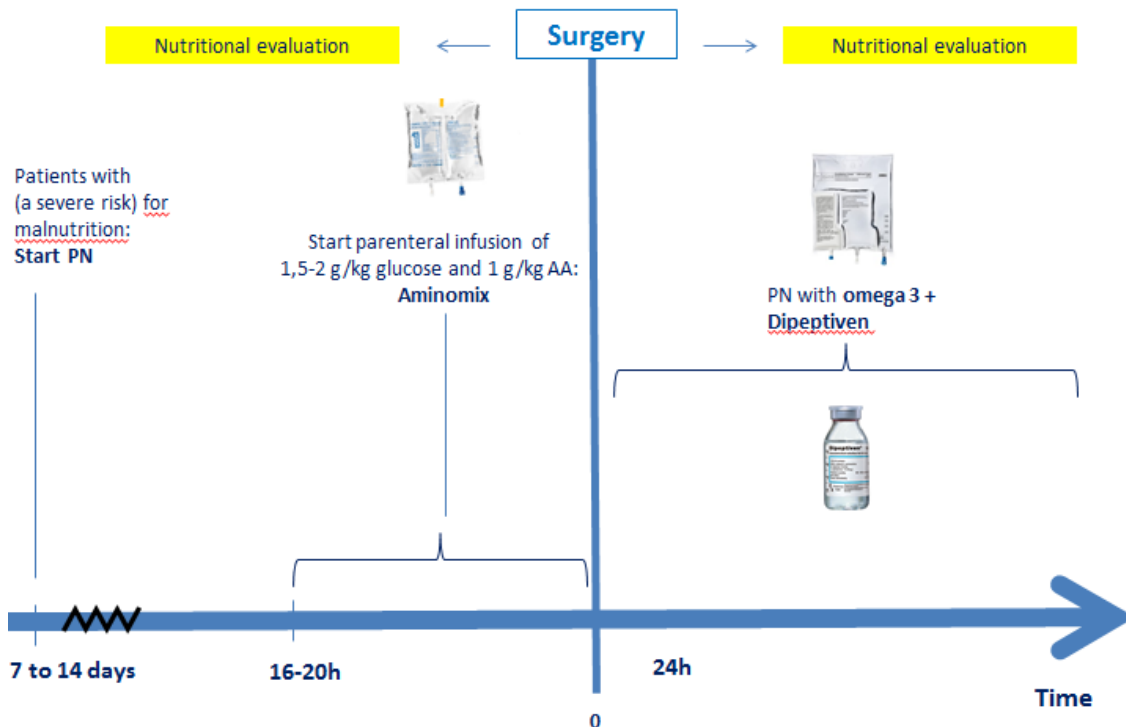 Nutritional evaluation
Surgery
Nutritional evaluation
Patients with
(a severe risk) for
malnutrition:
Start PN
Start parenteral infusion of
1,5-2 g/kg glucose and 1 g/kg AA:
Aminomix
PN with omega 3 +
Dipeptiven
Dipeptiven
7 to 14 days
16-20h
24h
Time
0